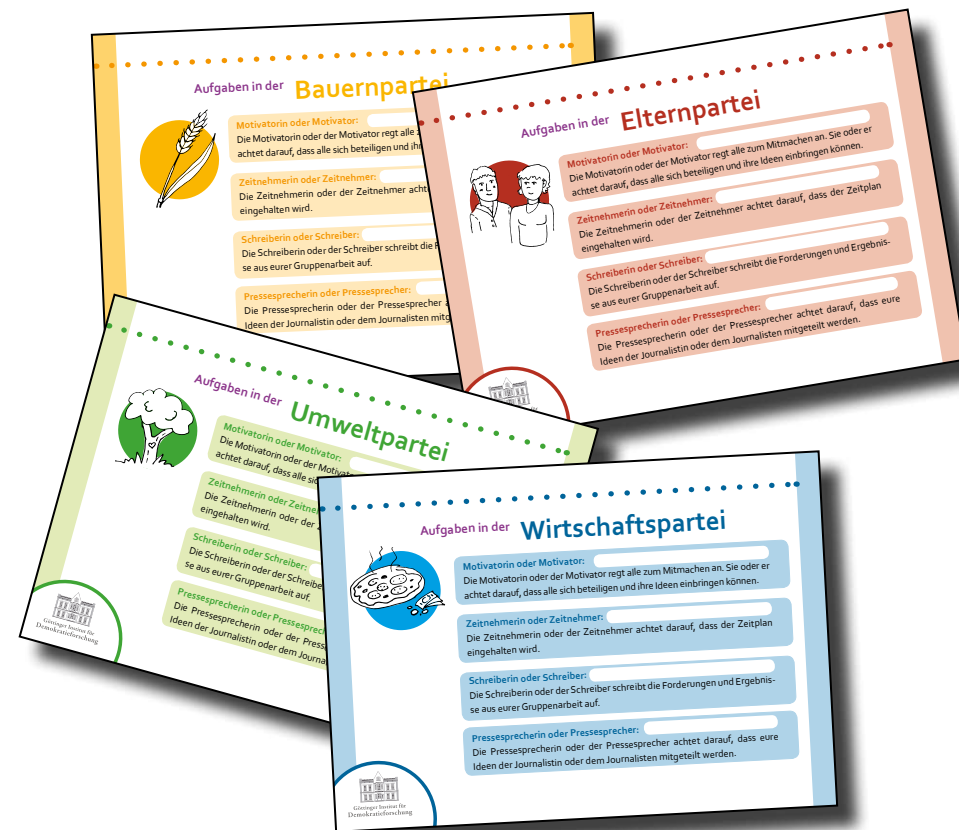 Aufgaben in der Bauernpartei
Motivatorin oder Motivator:
Die Motivatorin oder der Motivator regt alle
achtet darauf, dass alle sich beteiligen und
Zeitnehmerin oder Zeitnehmer:
Die Zeitnehmerin oder der Zeitnehmer
eingehalten wird.
Schreiberin oder Schreiber:
Die Schreiberin oder der Schreiber schreibt die
se aus eurer Gruppenarbeit auf.
Pressesprecherin oder Pressesprecher:
Die Pressesprecherin oder der Pressesprecher
Ideen der Journalistin oder dem Journalisten
Aufgaben in der Elternpartei
Motivatorin oder Motivator:
Die Motivatorin oder der Motivator regt alle zum Mitmachen an. Sie oder er
achtet darauf, dass alle sich beteiligen und ihre Ideen einbringen können.
Zeitnehmerin oder Zeitnehmer:
Die Zeitnehmerin oder der Zeitnehmer achtet darauf, dass der Zeitplan
eingehalten wird.
Schreiberin oder Schreiber:
Die Schreiberin oder der Schreiber schreibt die Forderungen und Ergebnis-
se aus eurer Gruppenarbeit auf.
Pressesprecherin oder Pressesprecher:
Die Pressesprecherin oder der Pressesprecher achtet darauf, dass eure
Ideen der Journalistin oder dem Journalisten mitgeteilt werden.
Aufgaben in der Umweltpartei
Motivatorin oder Motivator:
Die Motivatorin oder der
achtet darauf, dass alle
Zeitnehmerin oder
Die Zeitnehmerin oder der
eingehalten wird.
Schreiberin oder Schreiber:
Die Schreiberin oder der
se aus eurer Gruppenarbeit auf.
Pressesprecherin oder
Die Pressesprecherin oder der
Ideen der Journalistin oder dem
Göttinger Institut für
Demokratieforschung
Aufgaben in der Wirtschaftspartei
Motivatorin oder Motivator:
Die Motivatorin oder der Motivator regt alle zum Mitmachen an. Sie oder er
achtet darauf, dass alle sich beteiligen und ihre Ideen einbringen können.
Zeitnehmerin oder Zeitnehmer:
Die Zeitnehmerin oder der Zeitnehmer achtet darauf, dass der Zeitplan
eingehalten wird.
Schreiberin oder Schreiber:
Die Schreiberin oder der Schreiber schreibt die Forderungen und Ergebnis-
se aus eurer Gruppenarbeit auf.
Pressesprecherin oder Pressesprecher:
Die Pressesprecherin oder der Pressesprecher achtet darauf, dass eure
Ideen der Journalistin oder dem Journalisten mitgeteilt werden.
Göttinger Institut für
Demokratieforschung